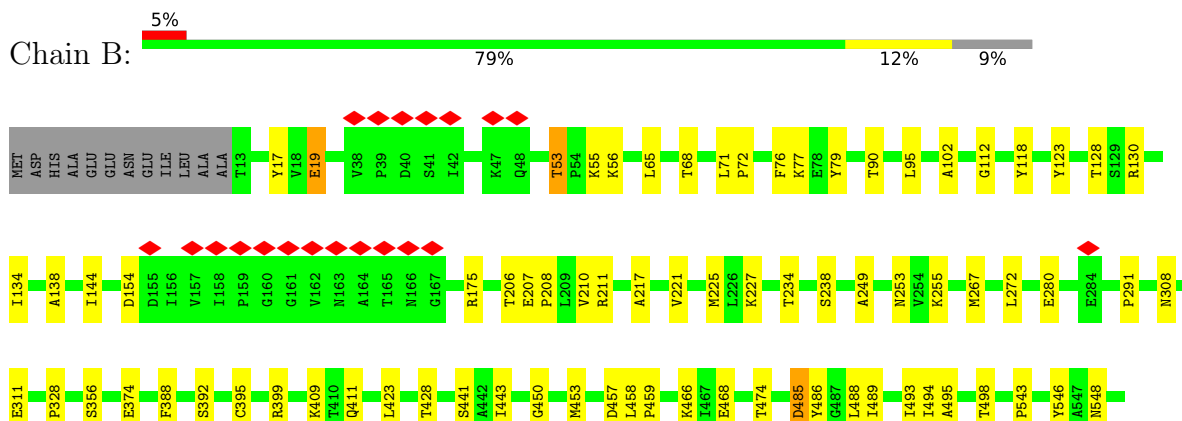 5%
Chain B:
79% 12% 9%
MET ASP HIS ALA GLU GLU ASN GLU ILE LEU ALA ALA T13 Y17 V18 E19 V38 P39 D40 S41 I42 K47 Q48 T53 P54 K55 K56 L65 T68 L71 P72 F76 K77 E78 Y79 T90 L95 A102 G112 Y118 Y123 T128 S129 R130
I134 A138 I144 D154 D155 I156 V157 I158 P159 G160 G161 V162 N163 A164 T165 N166 G167 R175 T206 E207 P208 L209 V210 R211 A217 V221 M225 L226 K227 T234 S238 A249 N253 V254 K255 M267 L272 E280 E284 P291 N308
E311 P328 S356 E374 F388 S392 C395 R399 K409 T410 Q411 L423 T428 S441 A442 I443 G450 M453 D457 L458 P459 K466 I467 E468 T474 D485 Y486 G487 L488 I489 I493 I494 A495 T498 P543 Y546 A547 N548